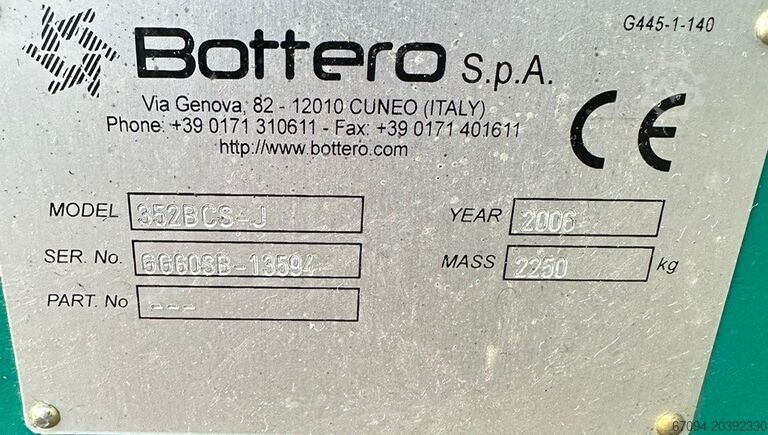 G445-1-140
Bottero S.p.A.
Via Genova, 82 - 12010 CUNEO (ITALY)
Phone: +39 0171 310611 - Fax: +39 0171 401611
http://www.bottero.com
CE
MODEL 352BCS-J YEAR 2006
SER. No. 6G60SB-13594 MASS 2250 kg
PART. No ---
67094-20392330